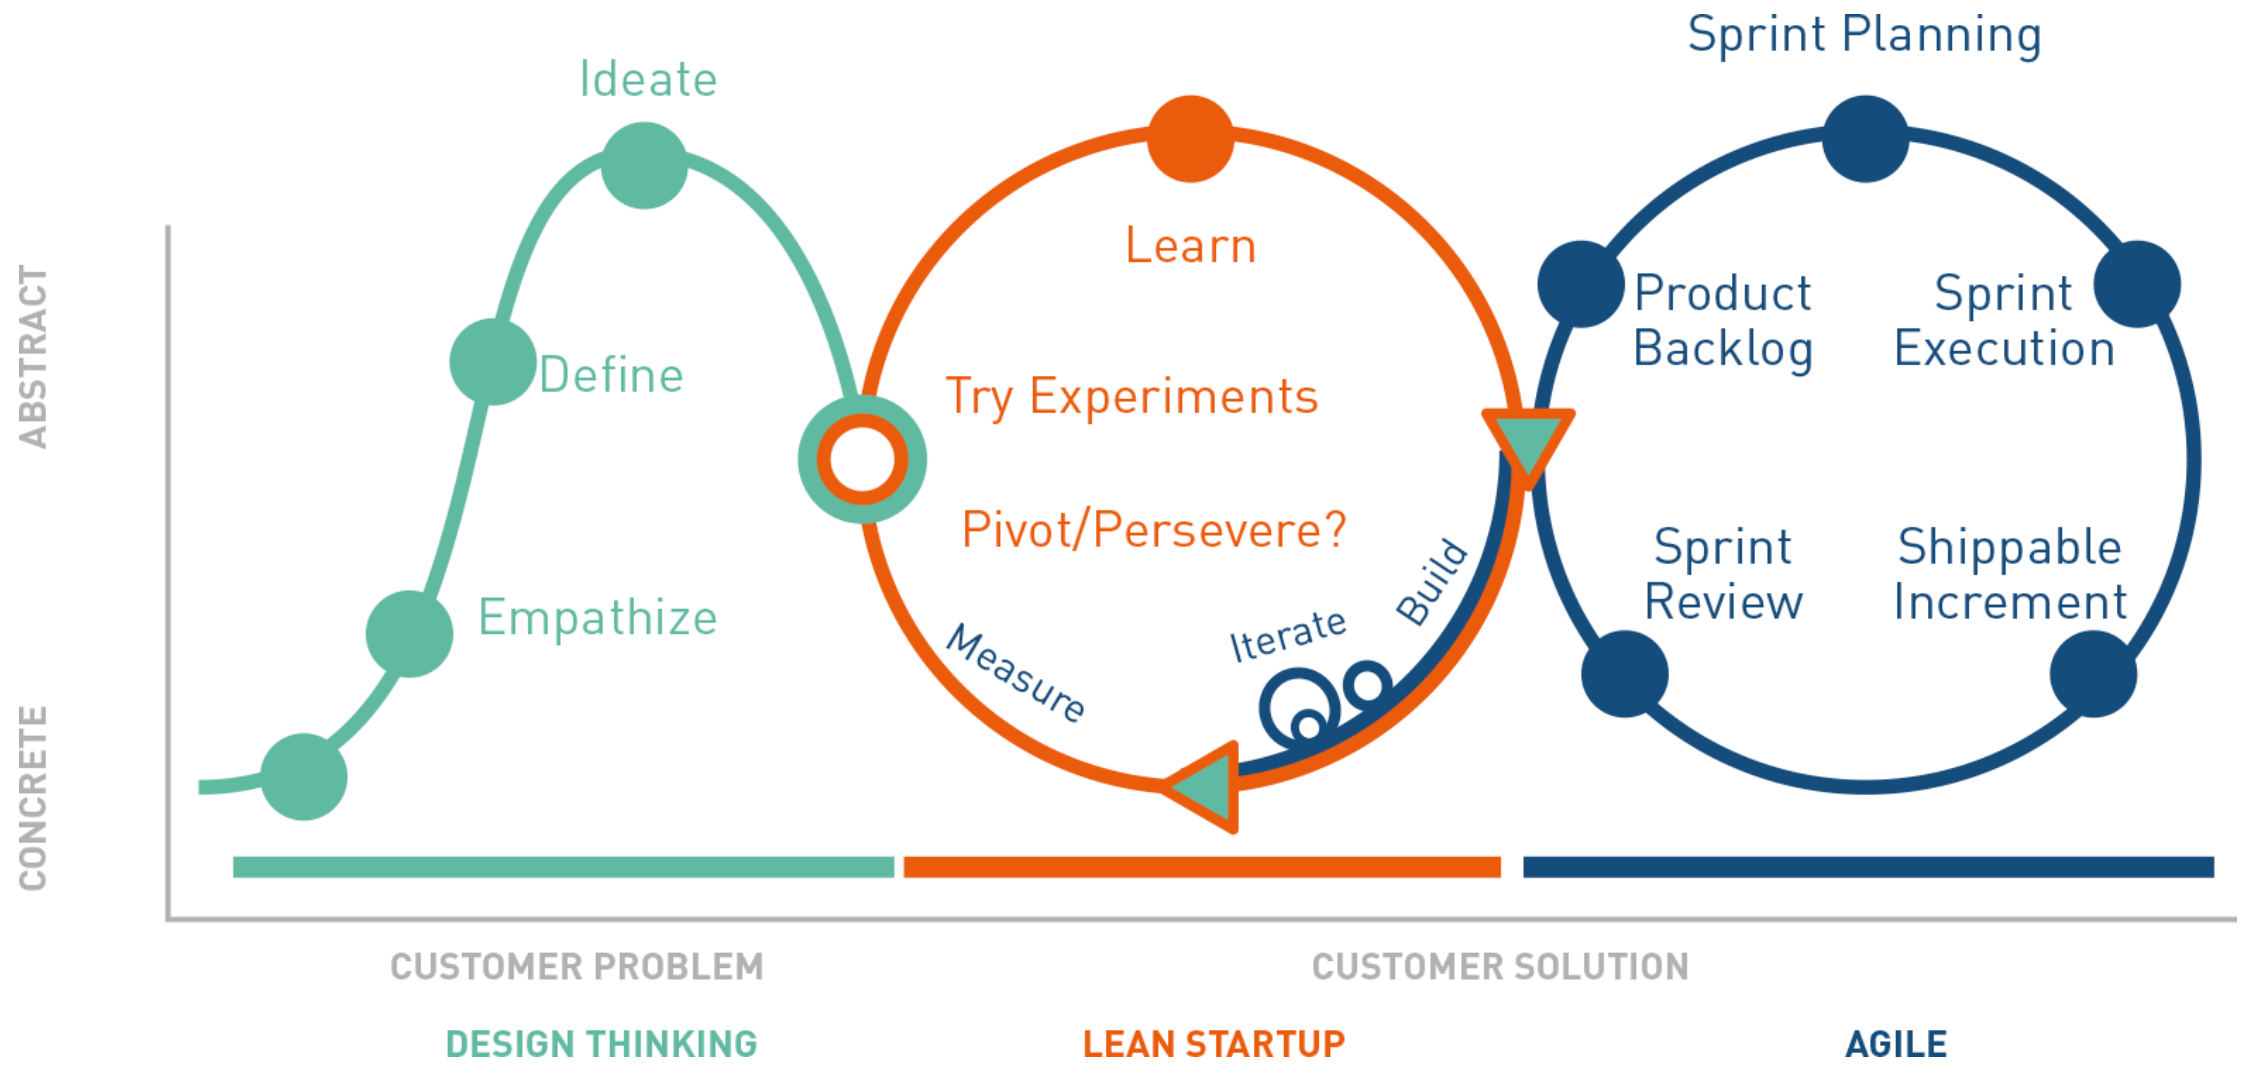 Sprint Planning
Ideate
Learn
Product
Backlog
Sprint
Execution
Define
Try Experiments
Pivot/Persevere?
Empathize
Measure
Iterate
Build
Sprint
Review
Shippable
Increment
ABSTRACT
CONCRETE
CUSTOMER PROBLEM
CUSTOMER SOLUTION
DESIGN THINKING
LEAN STARTUP
AGILE